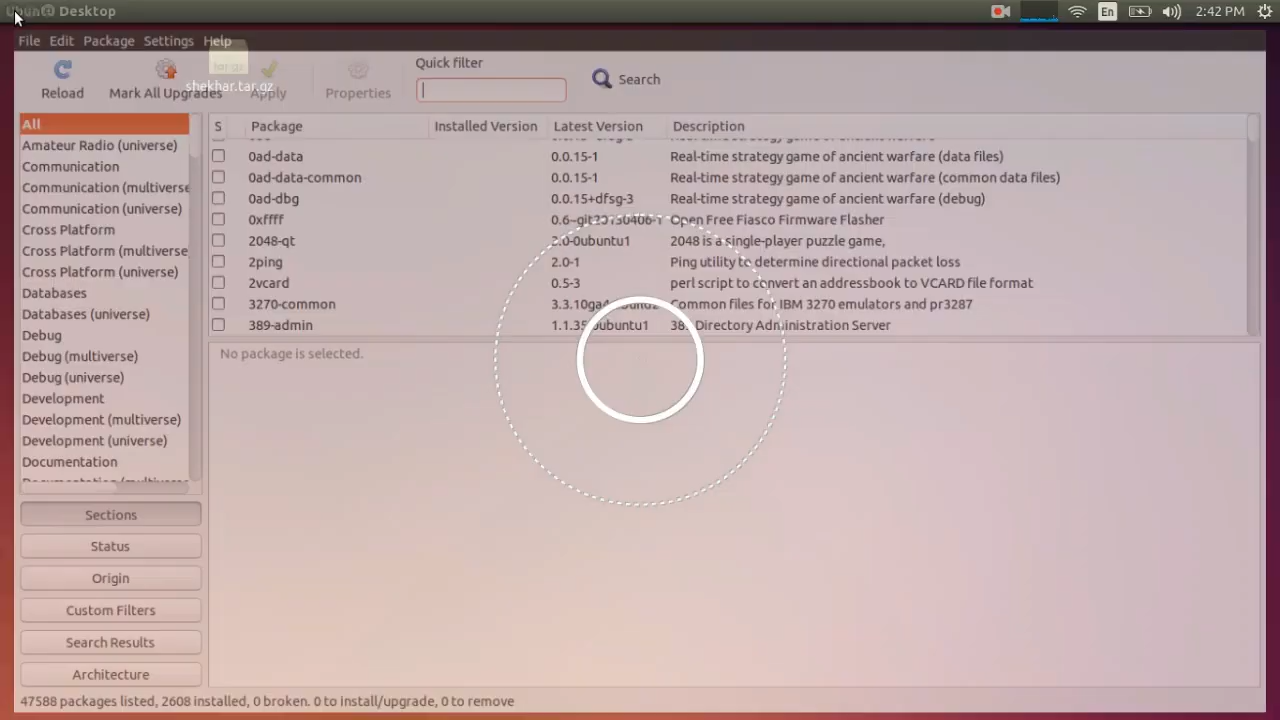 Desktop
En
2:42 PM
File Edit Package Settings Help
tar.gz
shekhar.tar.gz
Reload
Mark All Upgrades
Apply
Properties
Quick filter
Search
S Package Installed Version Latest Version Description
0ad-data 0.0.15-1 Real-time strategy game of ancient warfare (data files)
0ad-data-common 0.0.15-1 Real-time strategy game of ancient warfare (common data files)
0ad-dbg 0.0.15+dfsg-3 Real-time strategy game of ancient warfare (debug)
0xffff Open Free Fiasco Firmware Flasher
2048-qt 2.0-0ubuntu1 2048 is a single-player puzzle game,
2ping 2.0-1 Ping utility to determine directional packet loss
2vcard 0.5-3 perl script to convert an addressbook to VCARD file format
3270-common Common files for IBM 3270 emulators and pr3287
389-admin 389 Directory Administration Server
All
Amateur Radio (universe)
Communication
Communication (multiverse
Communication (universe)
Cross Platform
Cross Platform (multiverse
Cross Platform (universe)
Databases
Databases (universe)
Debug
Debug (multiverse)
Debug (universe)
Development
Development (multiverse)
Development (universe)
Documentation
Documentation (multiverse
No package is selected.
Sections
Status
Origin
Custom Filters
Search Results
Architecture
47588 packages listed, 2608 installed, 0 broken. 0 to install/upgrade, 0 to remove